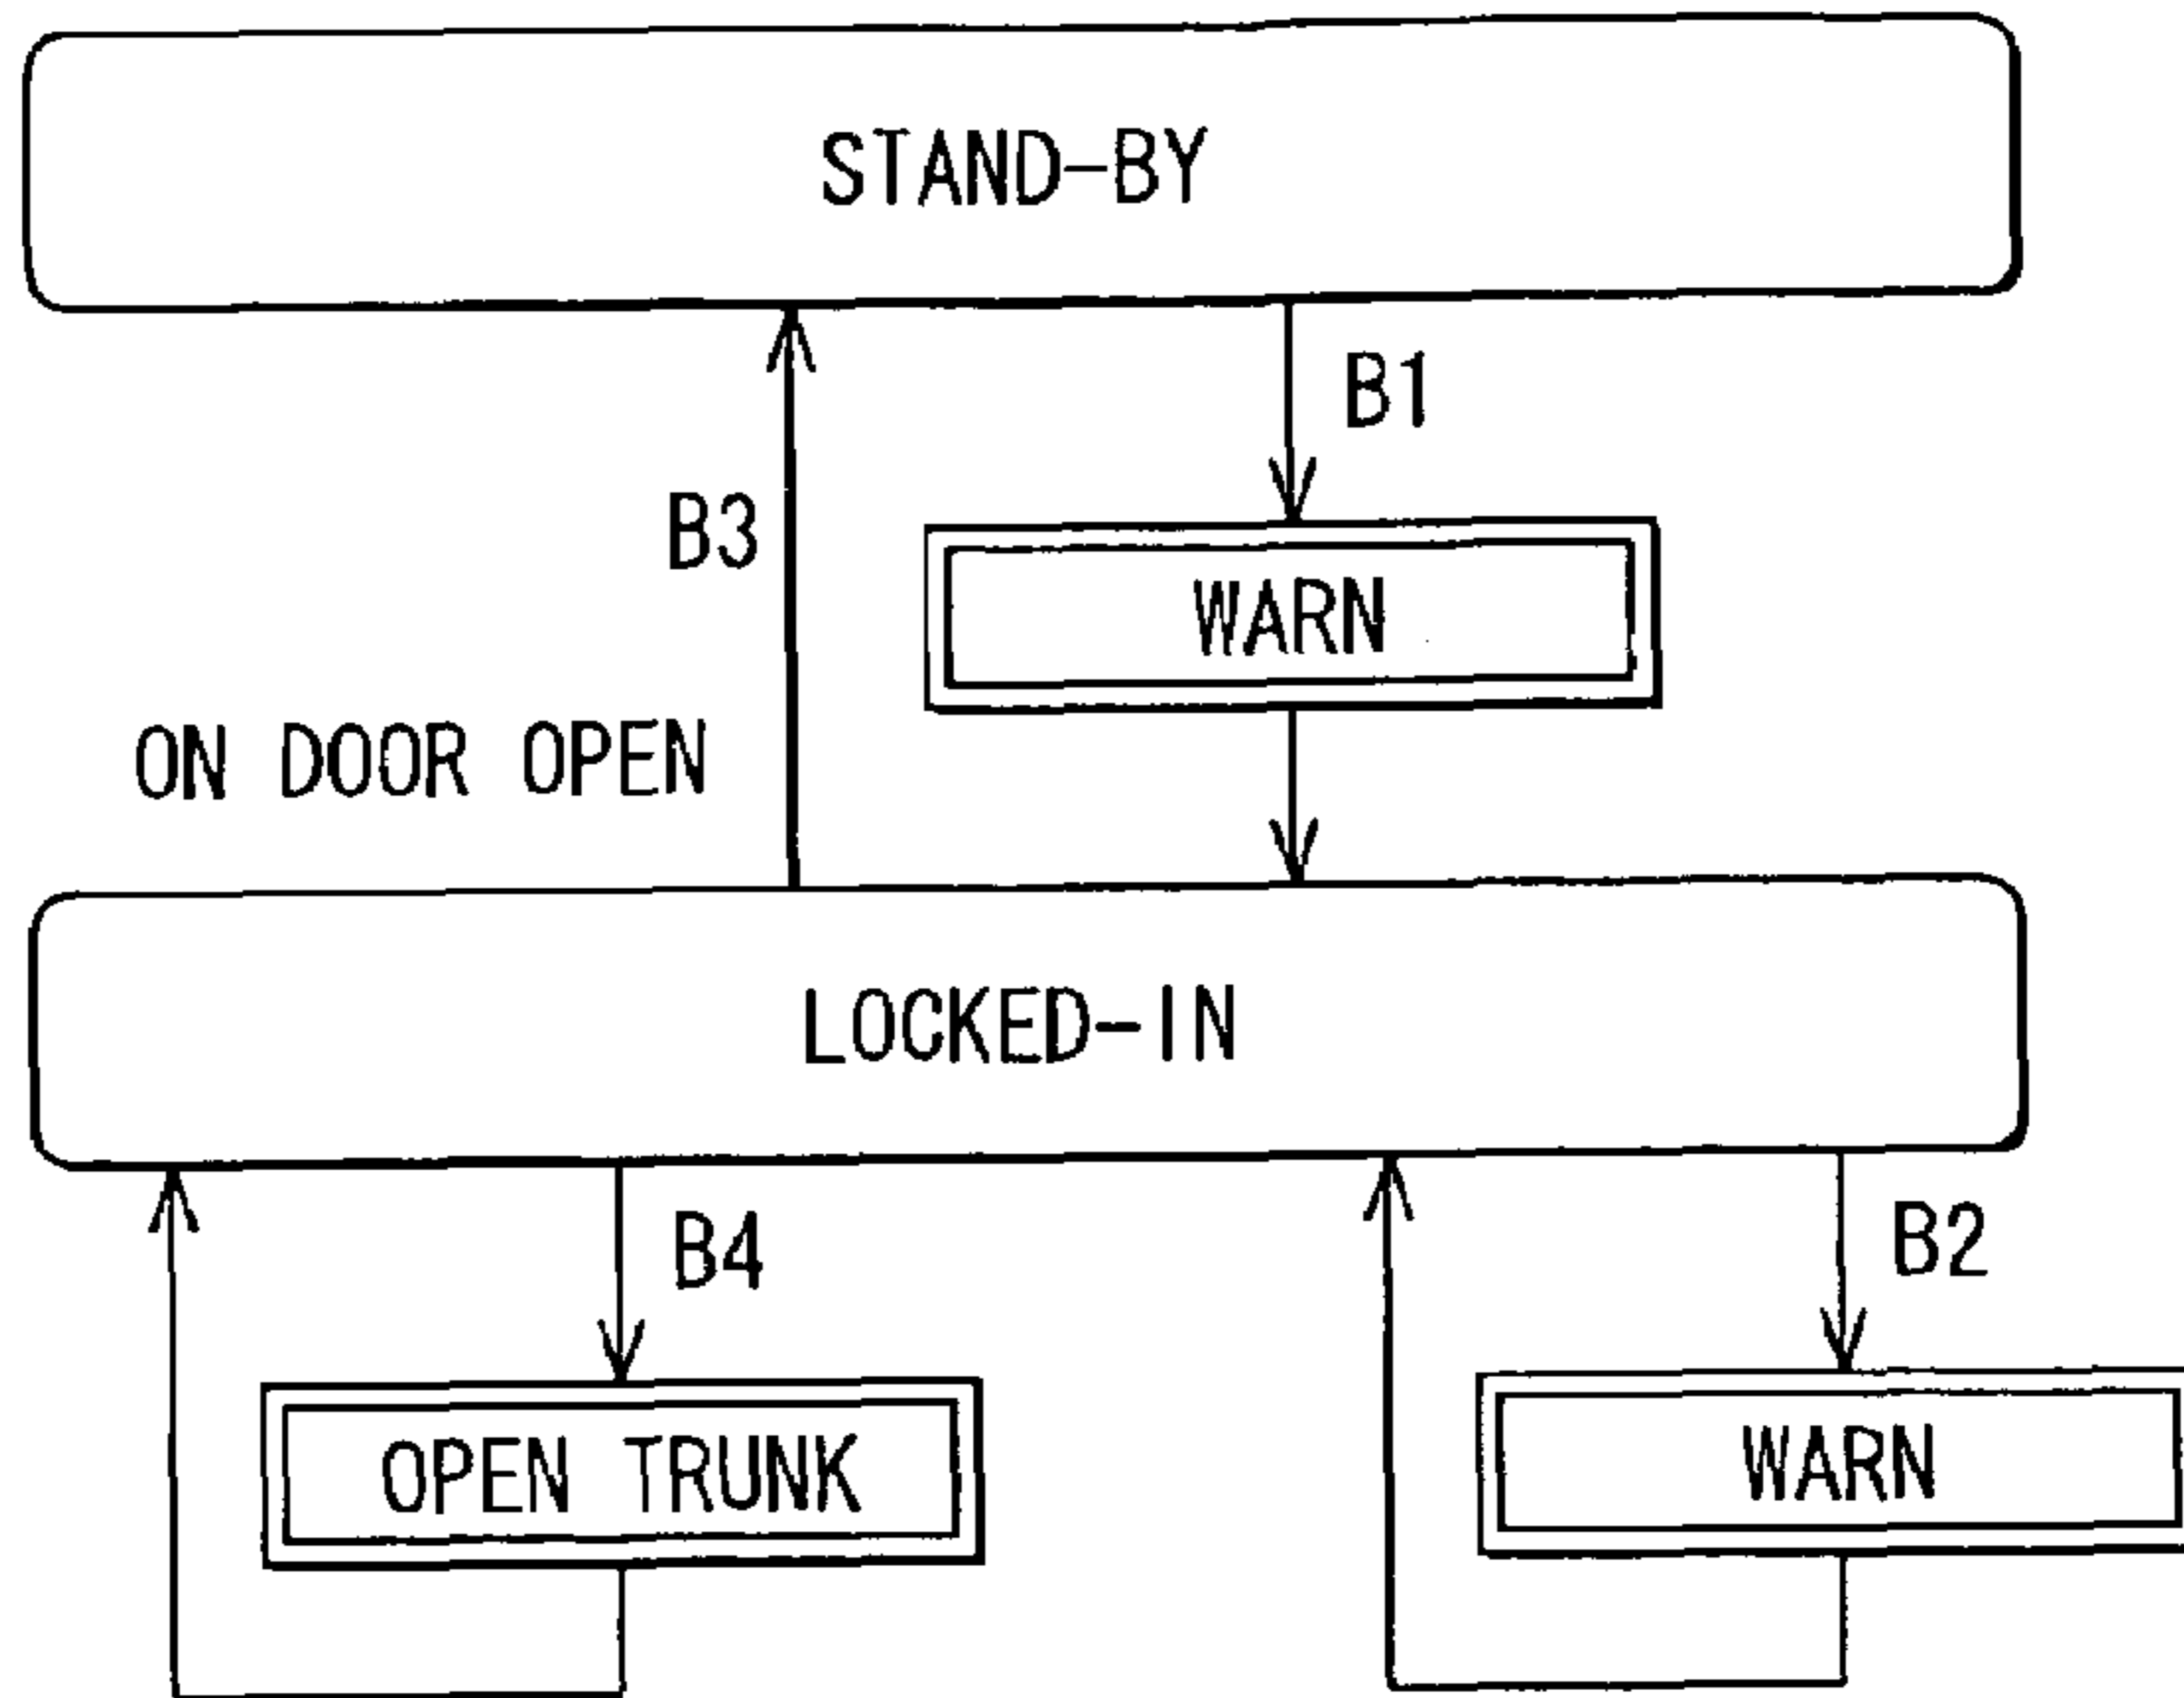 STAND-BY
B1
B3
WARN
ON DOOR OPEN
LOCKED-IN
B4
B2
OPEN TRUNK
WARN